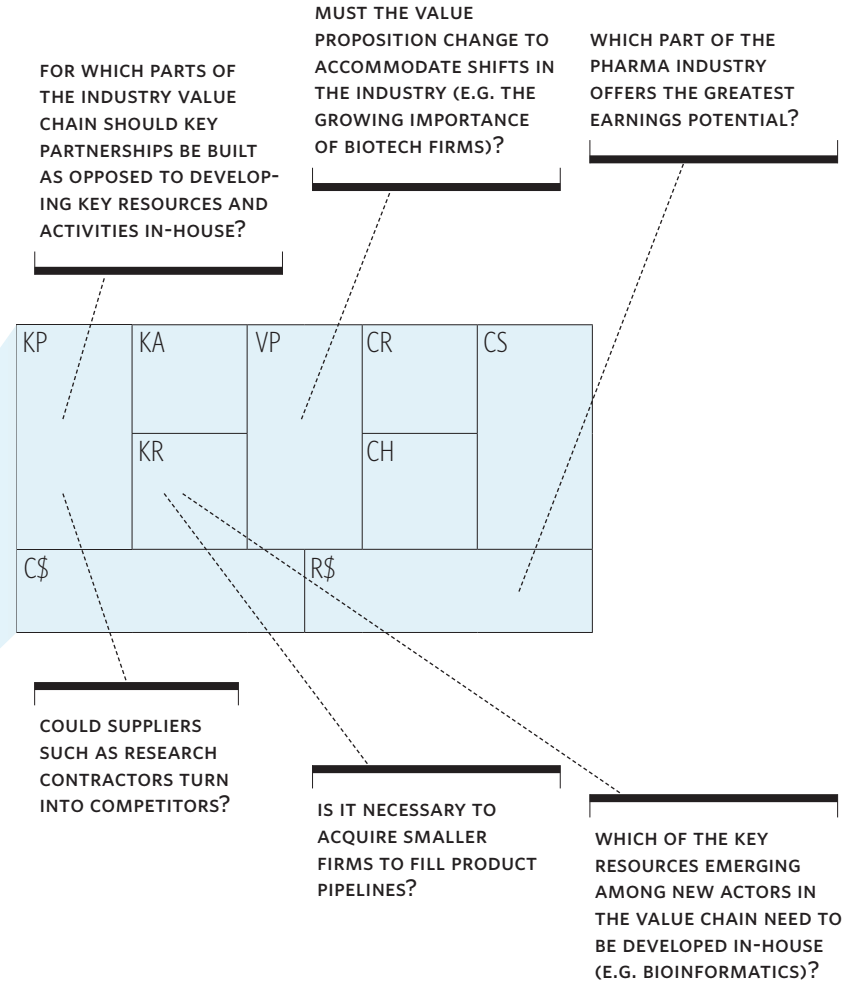 FOR WHICH PARTS OF
THE INDUSTRY VALUE
CHAIN SHOULD KEY
PARTNERSHIPS BE BUILT
AS OPPOSED TO DEVELOP-
ING KEY RESOURCES AND
ACTIVITIES IN-HOUSE?
MUST THE VALUE
PROPOSITION CHANGE TO
ACCOMMODATE SHIFTS IN
THE INDUSTRY (E.G. THE
GROWING IMPORTANCE
OF BIOTECH FIRMS)?
WHICH PART OF THE
PHARMA INDUSTRY
OFFERS THE GREATEST
EARNINGS POTENTIAL?
KP
KA
VP
CR
CS
KR
CH
C$
R$
COULD SUPPLIERS
SUCH AS RESEARCH
CONTRACTORS TURN
INTO COMPETITORS?
IS IT NECESSARY TO
ACQUIRE SMALLER
FIRMS TO FILL PRODUCT
PIPELINES?
WHICH OF THE KEY
RESOURCES EMERGING
AMONG NEW ACTORS IN
THE VALUE CHAIN NEED TO
BE DEVELOPED IN-HOUSE
(E.G. BIOINFORMATICS)?